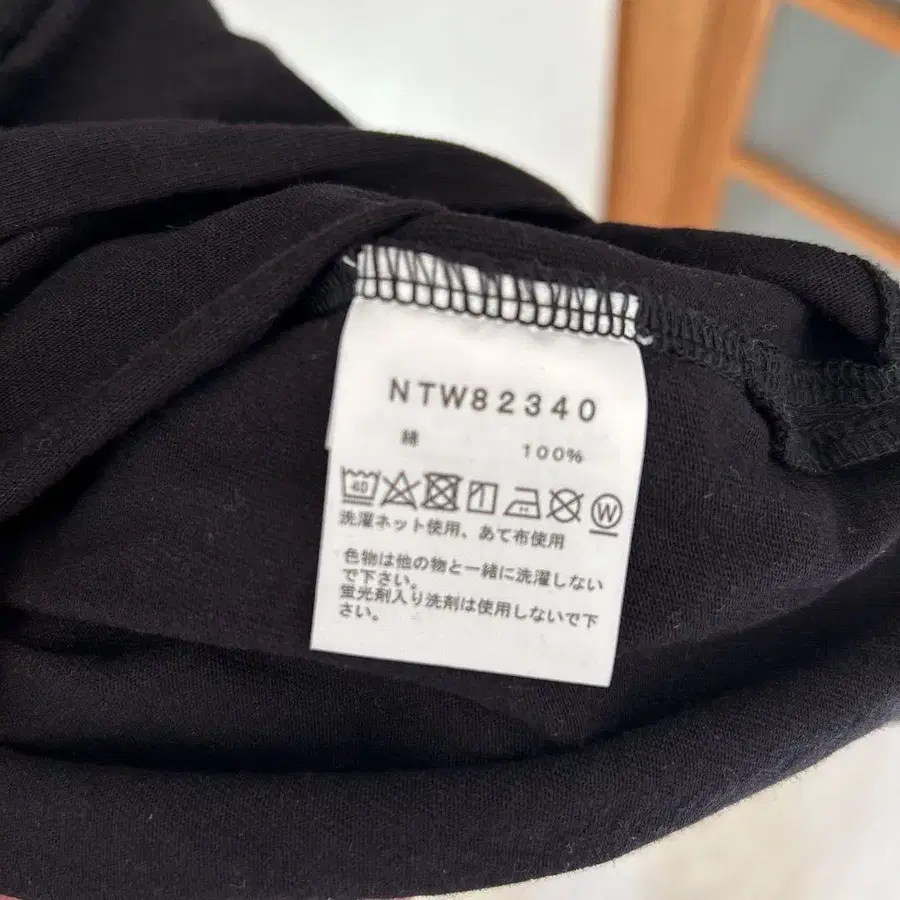 NTW82340
綿 100%
40 W
洗濯ネット使用、あて布使用
色物は他の物と一緒に洗濯しない
で下さい。
蛍光剤入り洗剤は使用しないで下
さい。